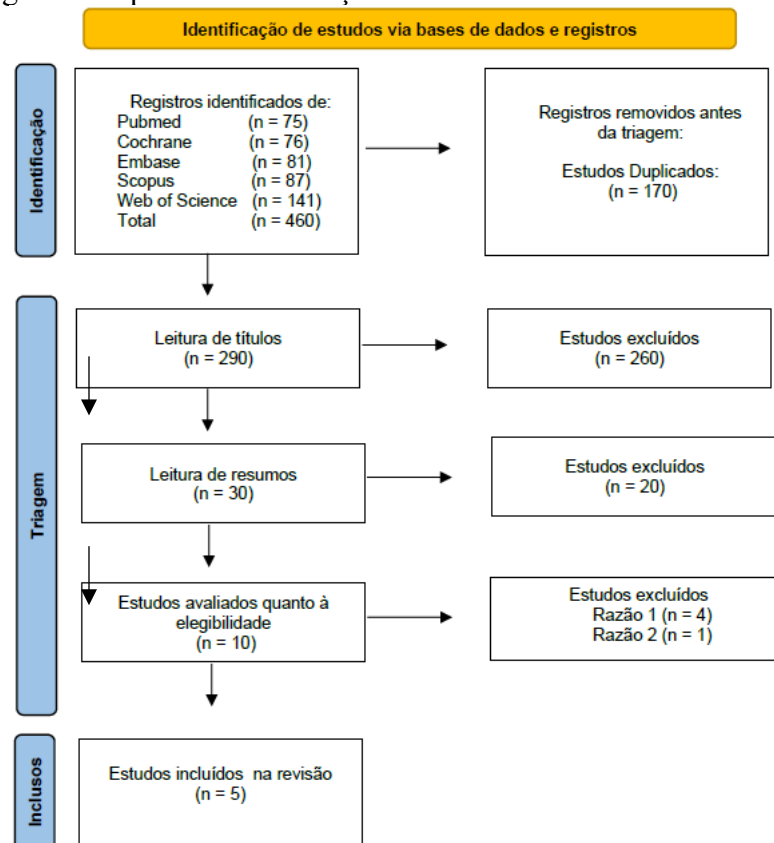 Identificação de estudos via bases de dados e registros
Identificação
Registros identificados de:
Pubmed (n = 75)
Cochrane (n = 76)
Embase (n = 81)
Scopus (n = 87)
Web of Science (n = 141)
Total (n = 460)
Registros removidos antes
da triagem:
Estudos Duplicados:
(n = 170)
Triagem
Leitura de títulos
(n = 290)
Estudos excluídos
(n = 260)
Leitura de resumos
(n = 30)
Estudos excluídos
(n = 20)
Estudos avaliados quanto à
elegibilidade
(n = 10)
Estudos excluídos
Razão 1 (n = 4)
Razão 2 (n = 1)
Inclusos
Estudos incluídos na revisão
(n = 5)